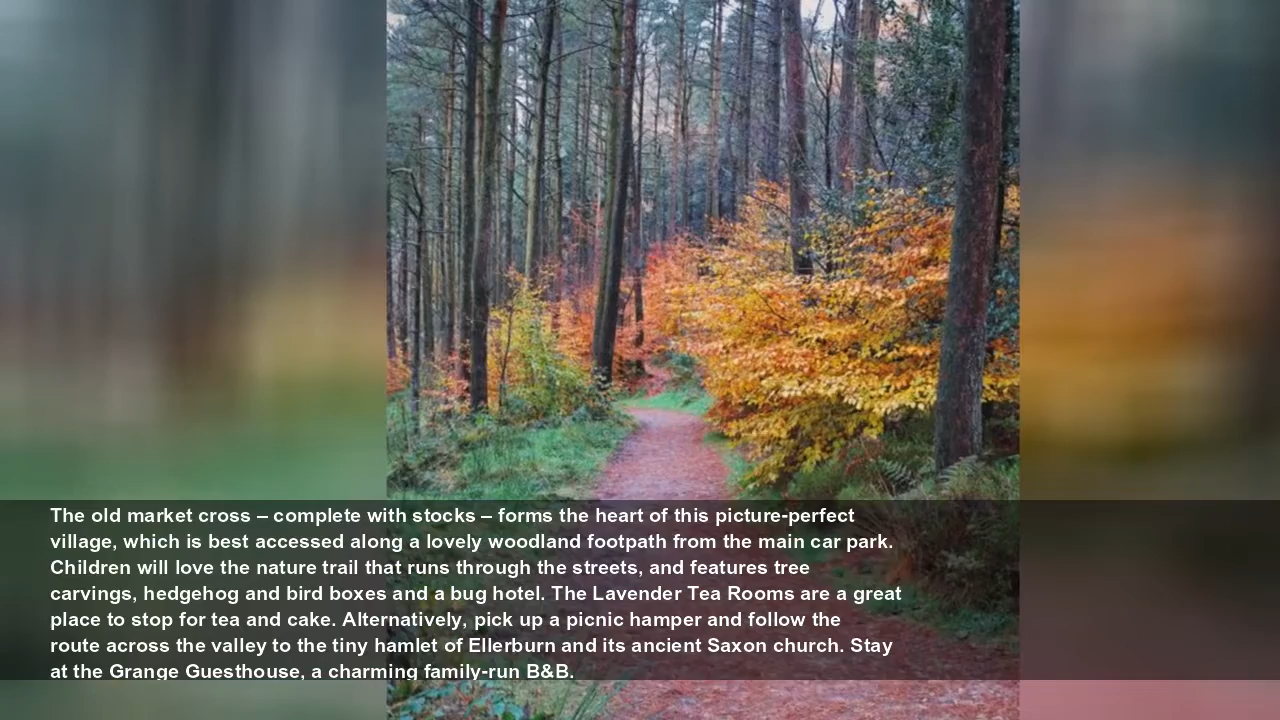 The old market cross – complete with stocks – forms the heart of this picture-perfect
village, which is best accessed along a lovely woodland footpath from the main car park.
Children will love the nature trail that runs through the streets, and features tree
carvings, hedgehog and bird boxes and a bug hotel. The Lavender Tea Rooms are a great
place to stop for tea and cake. Alternatively, pick up a picnic hamper and follow the
route across the valley to the tiny hamlet of Ellerburn and its ancient Saxon church. Stay
at the Grange Guesthouse, a charming family-run B&B.